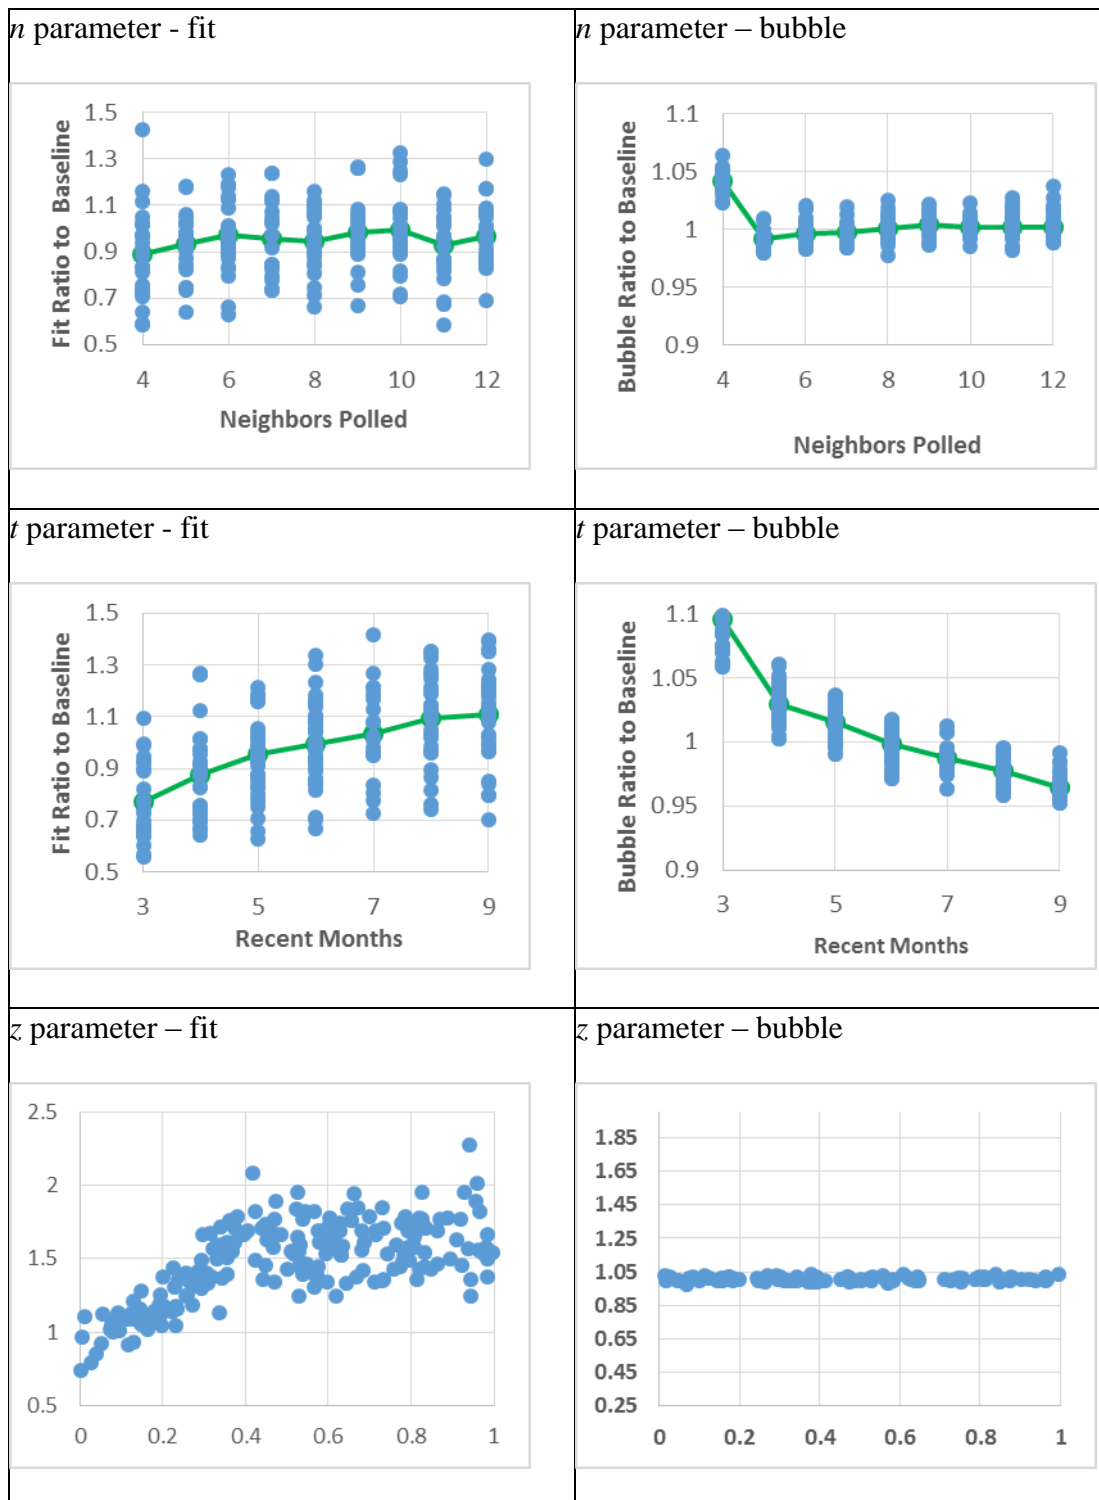 n parameter - fit
n parameter – bubble
1.5
1.3
1.1
0.9
0.7
0.5
Fit Ratio to Baseline
4 6 8 10 12
Neighbors Polled
1.1
1.05
1
0.95
0.9
Bubble Ratio to Baseline
4 6 8 10 12
Neighbors Polled
t parameter - fit
t parameter – bubble
1.5
1.3
1.1
0.9
0.7
0.5
Fit Ratio to Baseline
3 5 7 9
Recent Months
1.1
1.05
1
0.95
0.9
Bubble Ratio to Baseline
3 5 7 9
Recent Months
z parameter – fit
z parameter – bubble
2.5
2
1.5
1
0.5
0 0.2 0.4 0.6 0.8 1
1.85
1.65
1.45
1.25
1.05
0.85
0.65
0.45
0.25
0 0.2 0.4 0.6 0.8 1